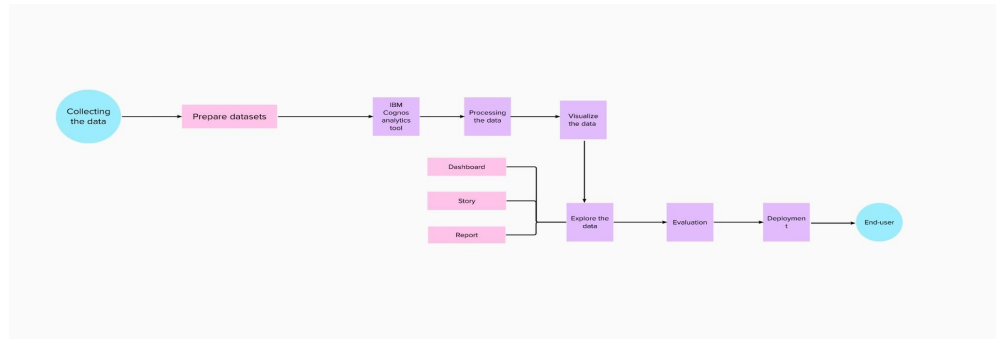 Collecting
the data
Prepare datasets
IBM
Cognos
analytics
tool
Processing
the data
Visualize
the data
Dashboard
Story
Report
Explore the
data
Evaluation
Deploymen
t
End-user